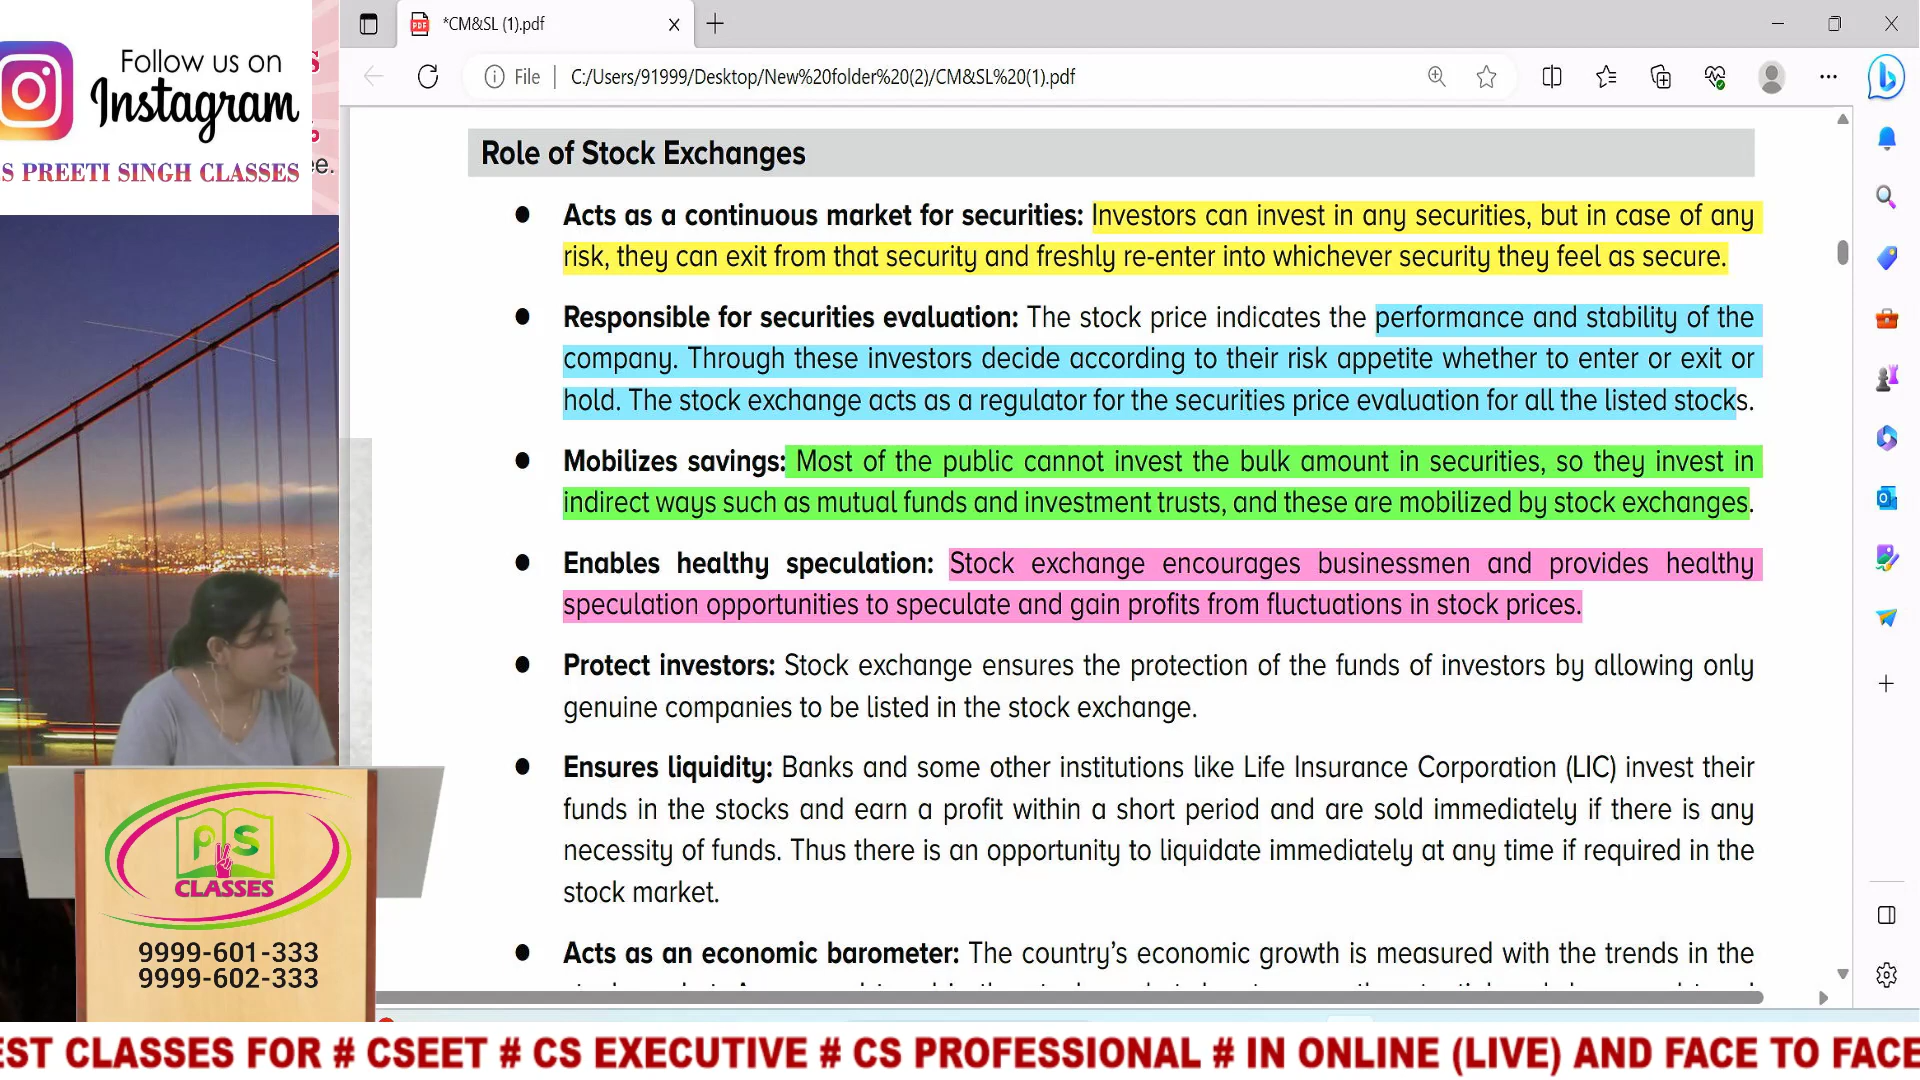 *CM&SL (1).pdf
File
C:/Users/91999/Desktop/New%20folder%20(2)/CM&SL%20(1).pdf
Follow us on
Instagram
S PREETI SINGH CLASSES
ee.
Role of Stock Exchanges
● Acts as a continuous market for securities: Investors can invest in any securities, but in case of any
risk, they can exit from that security and freshly re-enter into whichever security they feel as secure.
● Responsible for securities evaluation: The stock price indicates the performance and stability of the
company. Through these investors decide according to their risk appetite whether to enter or exit or
hold. The stock exchange acts as a regulator for the securities price evaluation for all the listed stocks.
● Mobilizes savings: Most of the public cannot invest the bulk amount in securities, so they invest in
indirect ways such as mutual funds and investment trusts, and these are mobilized by stock exchanges.
● Enables healthy speculation: Stock exchange encourages businessmen and provides healthy
speculation opportunities to speculate and gain profits from fluctuations in stock prices.
● Protect investors: Stock exchange ensures the protection of the funds of investors by allowing only
genuine companies to be listed in the stock exchange.
● Ensures liquidity: Banks and some other institutions like Life Insurance Corporation (LIC) invest their
funds in the stocks and earn a profit within a short period and are sold immediately if there is any
necessity of funds. Thus there is an opportunity to liquidate immediately at any time if required in the
stock market.
● Acts as an economic barometer: The country's economic growth is measured with the trends in the
PS
CLASSES
9999-601-333
9999-602-333
EST CLASSES FOR # CSEET # CS EXECUTIVE # CS PROFESSIONAL # IN ONLINE (LIVE) AND FACE TO FACE